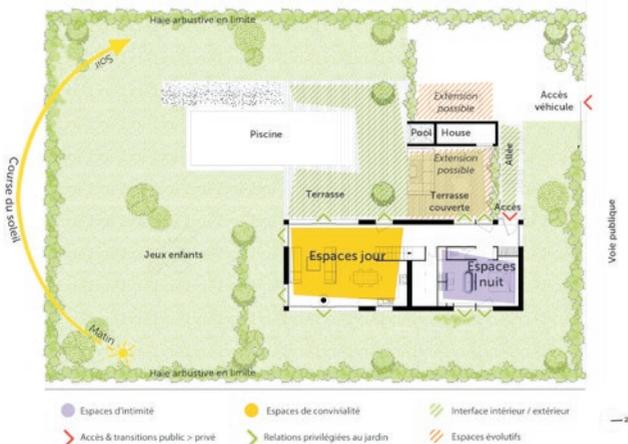 Haie arbustive en limite
Soir
Course du soleil
Matin
Piscine
Extension
possible
Accès
véhicule
Pool House
Extension
possible
Allée
Terrasse
Terrasse
couverte
Accès
Voie publique
Jeux enfants
Espaces jour
Espaces
nuit
Haie arbustive en limite
Espaces d'intimité
Espaces de convivialité
Interface intérieur / extérieur
Accès & transitions public > privé
Relations privilégiées au jardin
Espaces évolutifs